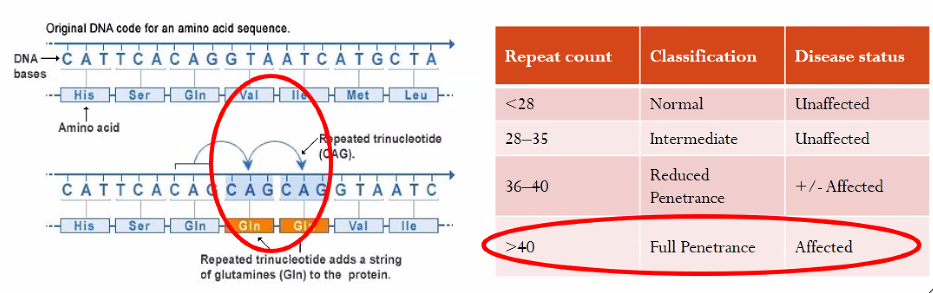 Original DNA code for an amino acid sequence.
DNA
bases
C A T T C A C A G G T A A T C A T G C T A
His Ser Gln Val Ile Met Leu
Amino acid
Repeated trinucleotide
(CAG).
C A T T C A C A G C A G C A G G T A A T C
His Ser Gln Gln Gln Val Ile
Repeated trinucleotide adds a string
of glutamines (Gln) to the protein.
Repeat count Classification Disease status
<28 Normal Unaffected
28–35 Intermediate Unaffected
36–40 Reduced Penetrance +/- Affected
>40 Full Penetrance Affected